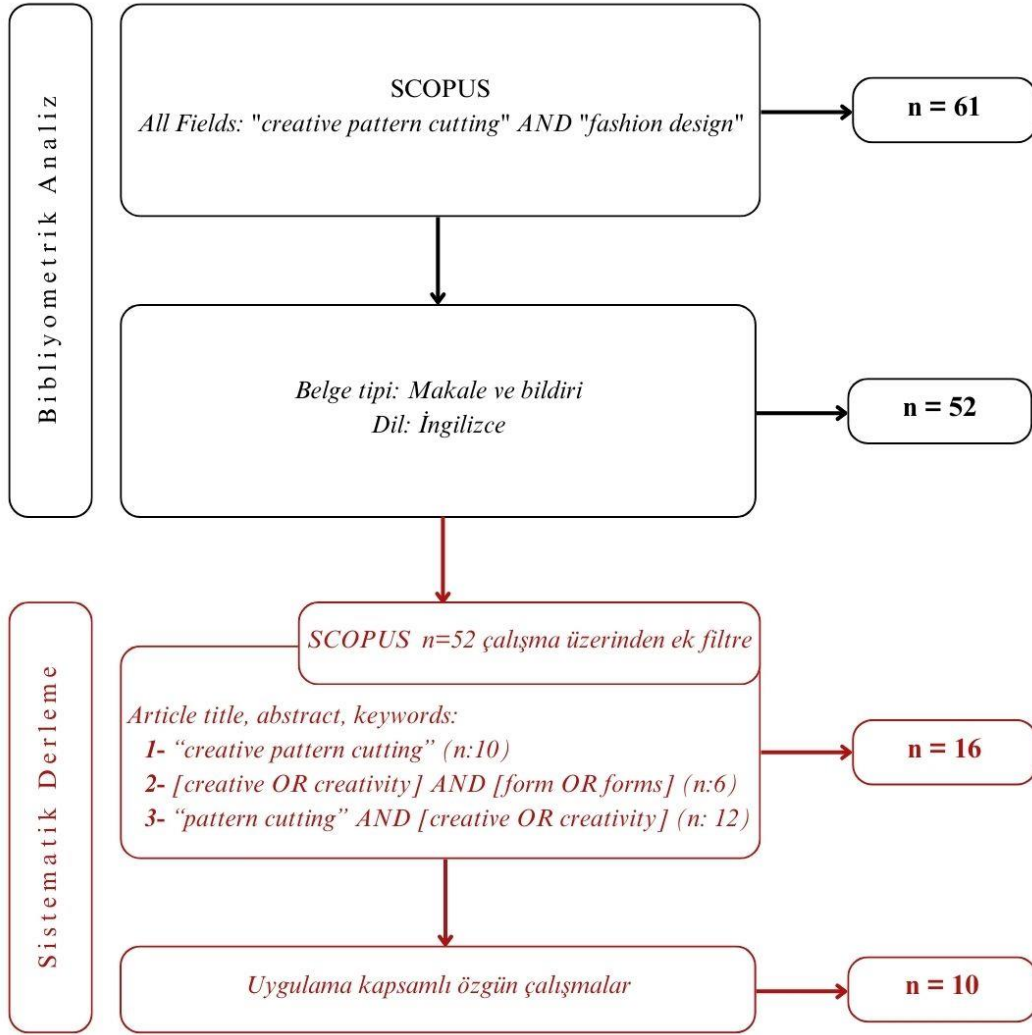 Bibliyometrik Analiz
SCOPUS
All Fields: "creative pattern cutting" AND "fashion design"
n = 61
Belge tipi: Makale ve bildiri
Dil: İngilizce
n = 52
Sistematik Derleme
SCOPUS n=52 çalışma üzerinden ek filtre
Article title, abstract, keywords:
1- “creative pattern cutting” (n:10)
2- [creative OR creativity] AND [form OR forms] (n:6)
3- “pattern cutting” AND [creative OR creativity] (n: 12)
n = 16
Uygulama kapsamlı özgün çalışmalar
n = 10